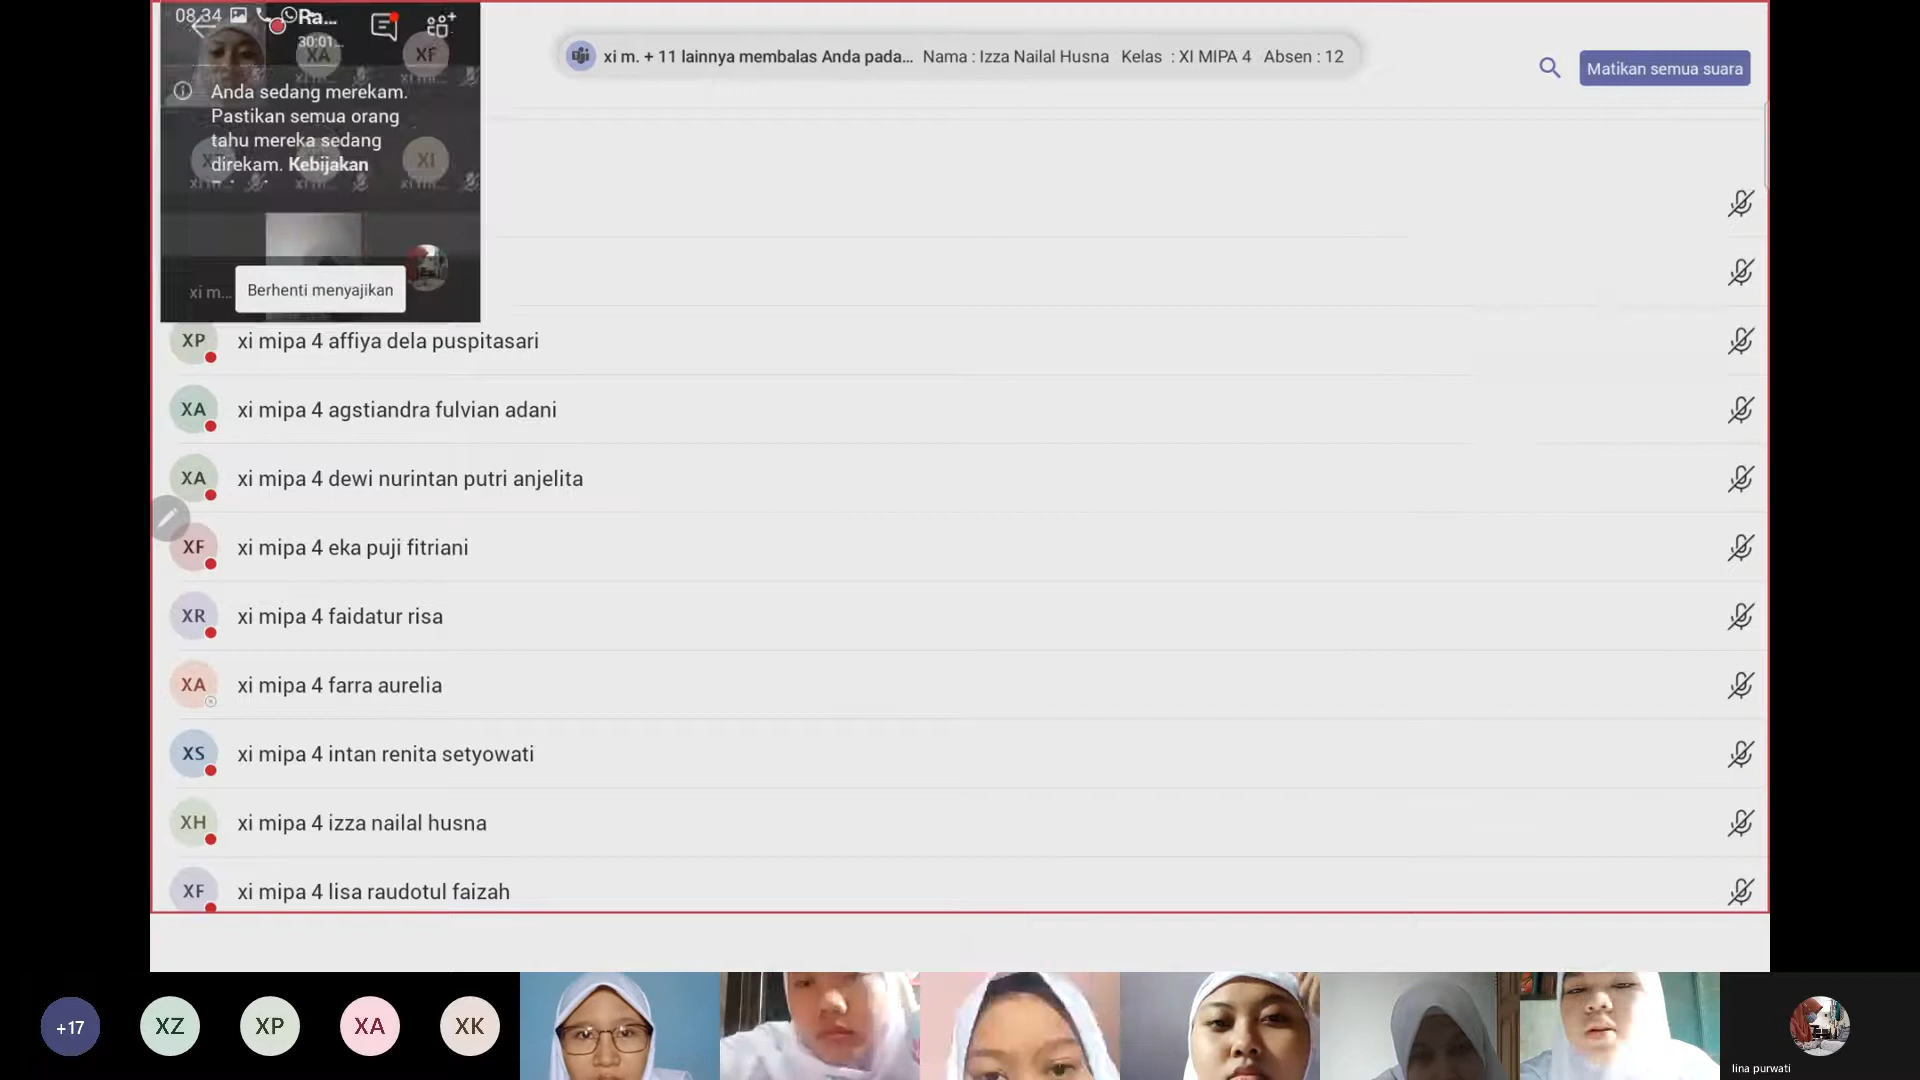 08.34
Ra...
30:01...
XA
XF
Anda sedang merekam.
Pastikan semua orang
tahu mereka sedang
direkam. Kebijakan
XI
xi m...
Berhenti menyajikan
xi m. + 11 lainnya membalas Anda pada... Nama : Izza Nailal Husna Kelas : XI MIPA 4 Absen : 12
Matikan semua suara
XP xi mipa 4 affiya dela puspitasari
XA xi mipa 4 agstiandra fulvian adani
XA xi mipa 4 dewi nurintan putri anjelita
XF xi mipa 4 eka puji fitriani
XR xi mipa 4 faidatur risa
XA xi mipa 4 farra aurelia
XS xi mipa 4 intan renita setyowati
XH xi mipa 4 izza nailal husna
XF xi mipa 4 lisa raudotul faizah
+17 XZ XP XA XK
lina purwati